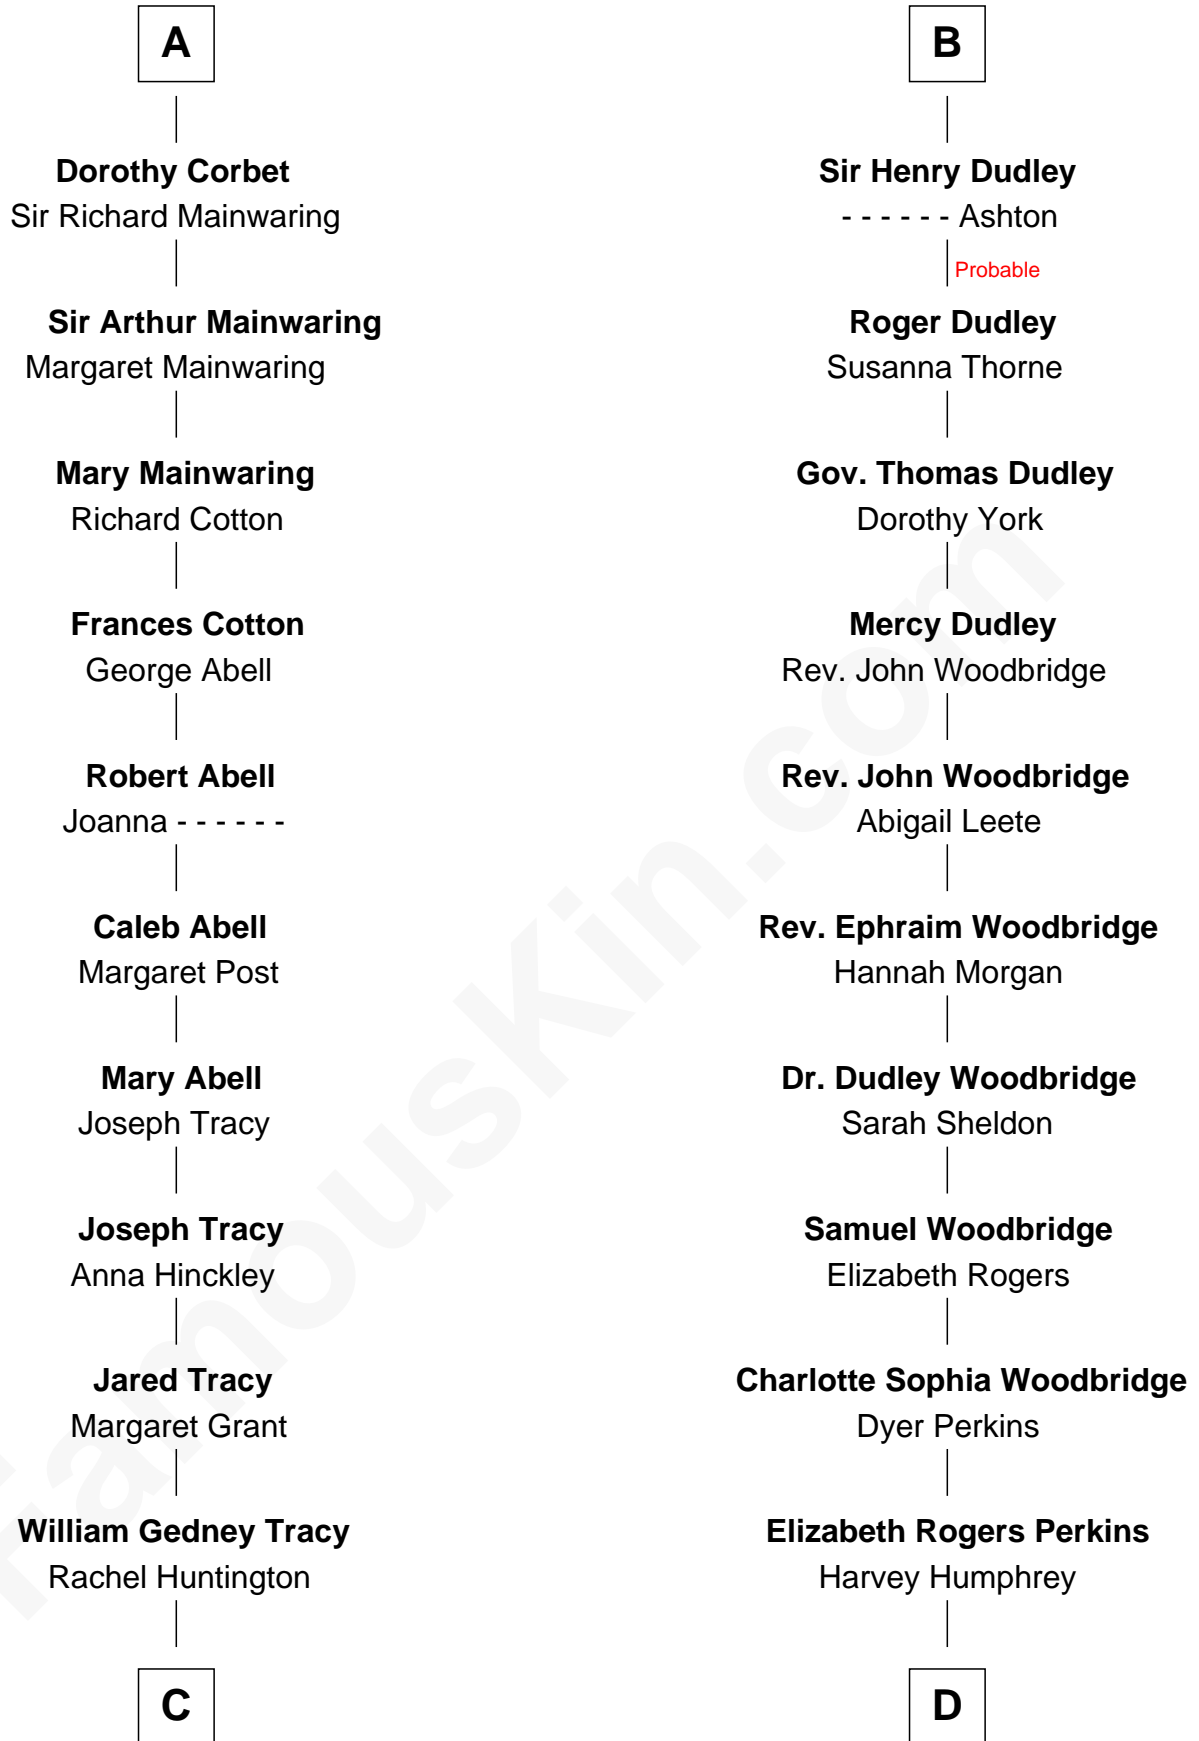 A
Dorothy Corbet
Sir Richard Mainwaring
Sir Arthur Mainwaring
Margaret Mainwaring
Mary Mainwaring
Richard Cotton
Frances Cotton
George Abell
Robert Abell
Joanna - - - - - -
Caleb Abell
Margaret Post
Mary Abell
Joseph Tracy
Joseph Tracy
Anna Hinckley
Jared Tracy
Margaret Grant
William Gedney Tracy
Rachel Huntington
C
B
Sir Henry Dudley
- - - - - - Ashton
Probable
Roger Dudley
Susanna Thorne
Gov. Thomas Dudley
Dorothy York
Mercy Dudley
Rev. John Woodbridge
Rev. John Woodbridge
Abigail Leete
Rev. Ephraim Woodbridge
Hannah Morgan
Dr. Dudley Woodbridge
Sarah Sheldon
Samuel Woodbridge
Elizabeth Rogers
Charlotte Sophia Woodbridge
Dyer Perkins
Elizabeth Rogers Perkins
Harvey Humphrey
D
FamousKin.com